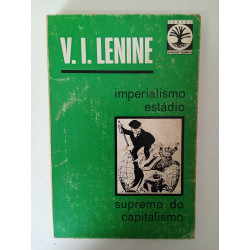 V. I. LENINE
imperialismo
estádio
supremo do
capitalismo